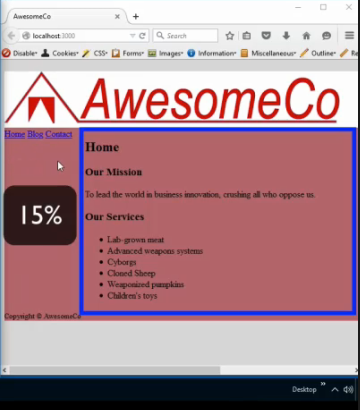 AwesomeCo
localhost:3000
Search
Disable Cookies CSS Forms Images Information Miscellaneous Outline Re
AwesomeCo
Home Blog Contact
Home
Our Mission
To lead the world in business innovation, crushing all who oppose us.
Our Services
Lab-grown meat
Advanced weapons systems
Cyborgs
Cloned Sheep
Weaponized pumpkins
Children's toys
15%
Copyright © AwesomeCo
Desktop